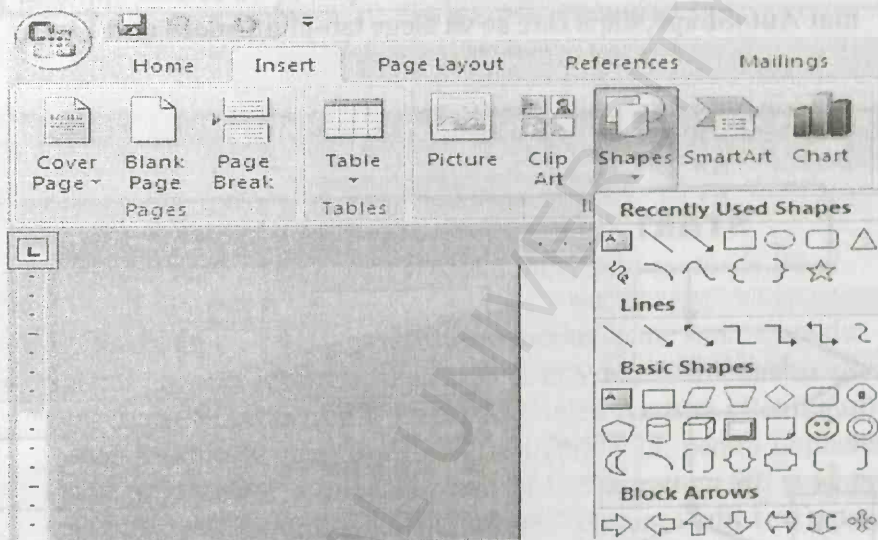 Home Insert Page Layout References Mailings
Cover Page Blank Page Page Break Table Picture Clip Art Shapes SmartArt Chart
Pages Tables
Recently Used Shapes
Lines
Basic Shapes
Block Arrows
L UNIVERSITY